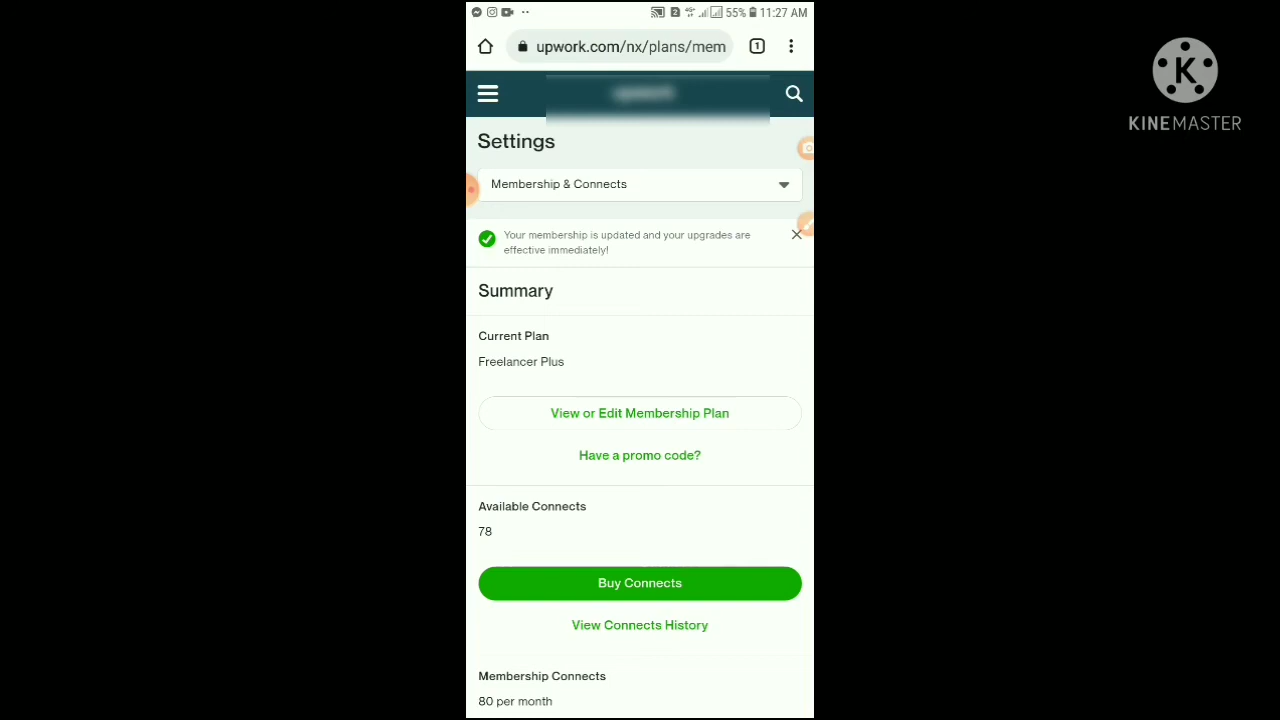 55% 11:27 AM
upwork.com/nx/plans/mem
1
upwork
K
KINEMASTER
Settings
Membership & Connects
Your membership is updated and your upgrades are
effective immediately!
Summary
Current Plan
Freelancer Plus
View or Edit Membership Plan
Have a promo code?
Available Connects
78
Buy Connects
View Connects History
Membership Connects
80 per month